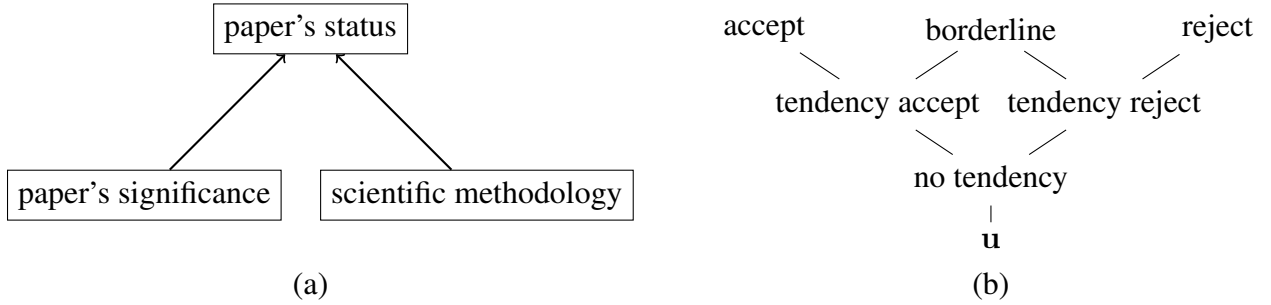 paper's status
paper's significance
scientific methodology
(a)
accept
borderline
reject
tendency accept
tendency reject
no tendency
u
(b)